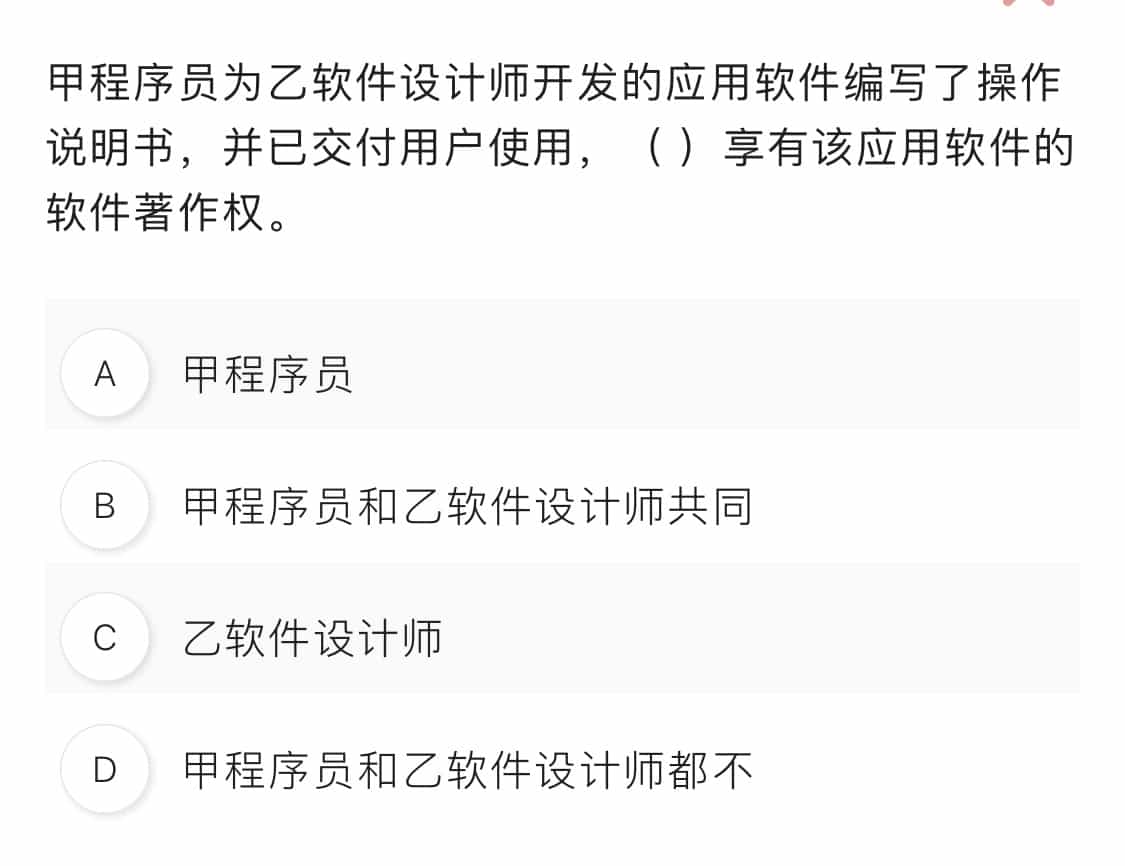 甲程序员为乙软件设计师开发的应用软件编写了操作
说明书，并已交付用户使用，（ ）享有该应用软件的
软件著作权。
A 甲程序员
B 甲程序员和乙软件设计师共同
C 乙软件设计师
D 甲程序员和乙软件设计师都不